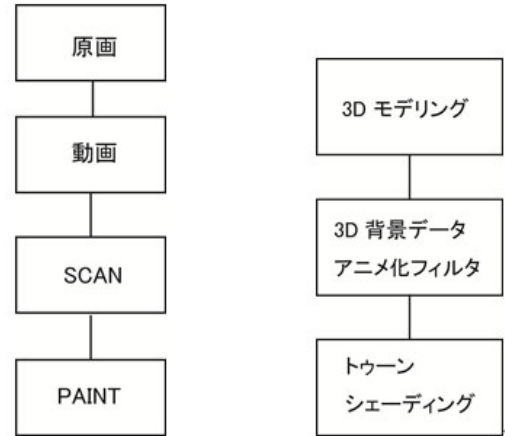 原画
動画
SCAN
PAINT
3D モデリング
3D 背景データ
アニメ化フィルタ
トゥーン
シェーディング